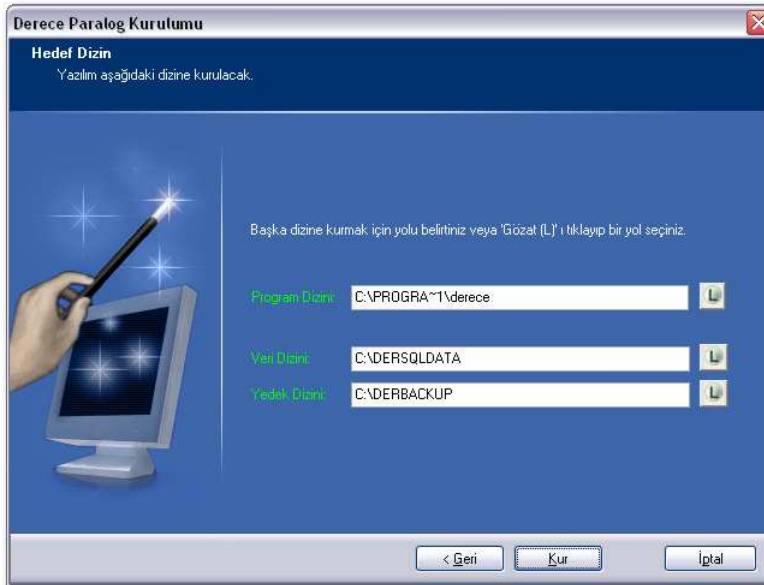 Derece Paralog Kurulumu
Hedef Dizin
Yazılım aşağıdaki dizine kurulacak.
Başka dizine kurmak için yolu belirtiniz veya 'Gözat (L)' ı tıklayıp bir yol seçiniz.
Program Dizini: C:\PROGRA~1\derece L
Veri Dizini: C:\DERSQLDATA L
Yedek Dizini: C:\DERBACKUP L
< Geri Kur İptal